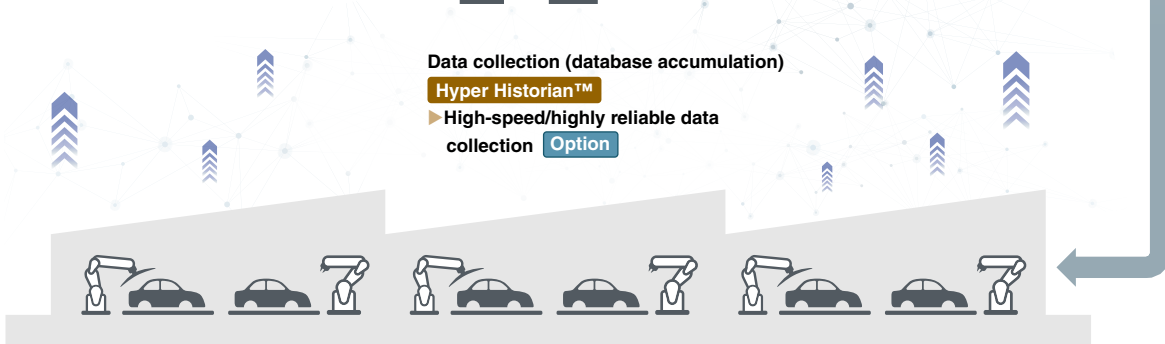 Data collection (database accumulation)
Hyper Historian™
▶High-speed/highly reliable data
collection Option